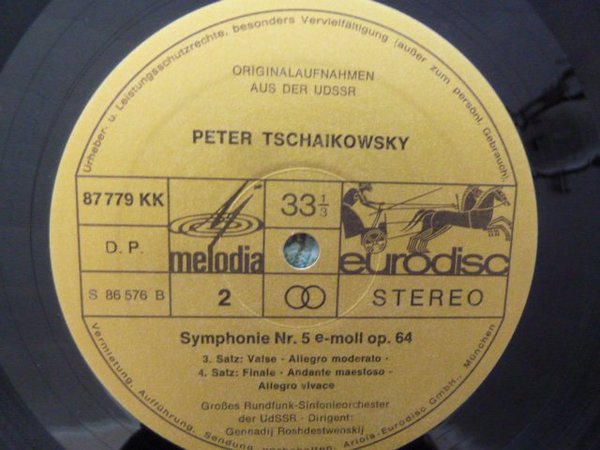 Urheber- u. Leistungsschutzrechte, besonders Vervielfältigung (außer zum persönl. Gebrauch),
ORIGINALAUFNAHMEN
AUS DER UDSSR
PETER TSCHAIKOWSKY
87 779 KK
33 1/3
D. P.
melodia
eurodisc
S 86 576 B
2
STEREO
Symphonie Nr. 5 e-moll op. 64
3. Satz: Valse - Allegro moderato -
4. Satz: Finale - Andante maestoso -
Allegro vivace
Großes Rundfunk-Sinfonieorchester
der UdSSR · Dirigent:
Gennadij Roshdestwenskij
Vermietung, Aufführung, Sendung vorbehalten. Ariola-Eurodisc GmbH., München